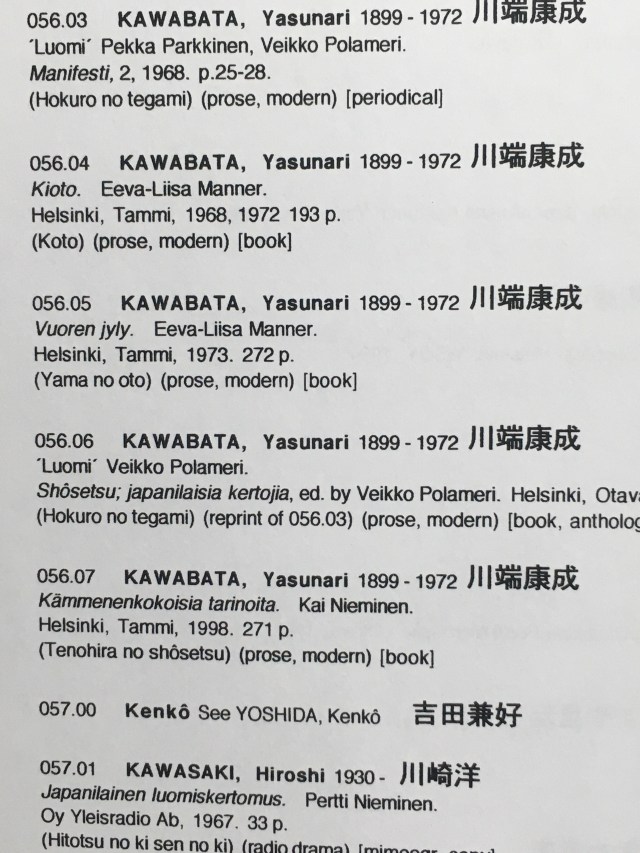 056.03 KAWABATA, Yasunari 1899 - 1972 川端康成
´Luomi´ Pekka Parkkinen, Veikko Polameri.
Manifesti, 2, 1968. p.25-28.
(Hokuro no tegami) (prose, modern) [periodical]
056.04 KAWABATA, Yasunari 1899 - 1972 川端康成
Kioto. Eeva-Liisa Manner.
Helsinki, Tammi, 1968, 1972 193 p.
(Koto) (prose, modern) [book]
056.05 KAWABATA, Yasunari 1899 - 1972 川端康成
Vuoren jyly. Eeva-Liisa Manner.
Helsinki, Tammi, 1973. 272 p.
(Yama no oto) (prose, modern) [book]
056.06 KAWABATA, Yasunari 1899 - 1972 川端康成
´Luomi´ Veikko Polameri.
Shôsetsu; japanilaisia kertojia, ed. by Veikko Polameri. Helsinki, Otava
(Hokuro no tegami) (reprint of 056.03) (prose, modern) [book, antholog
056.07 KAWABATA, Yasunari 1899 - 1972 川端康成
Kämmenenkokoisia tarinoita. Kai Nieminen.
Helsinki, Tammi, 1998. 271 p.
(Tenohira no shôsetsu) (prose, modern) [book]
057.00 Kenkô See YOSHIDA, Kenkô 吉田兼好
057.01 KAWASAKI, Hiroshi 1930 - 川崎洋
Japanilainen luomiskertomus. Pertti Nieminen.
Oy Yleisradio Ab, 1967. 33 p.
(Hitotsu no ki sen no ki) (radio drama) [mimeogr. copy]